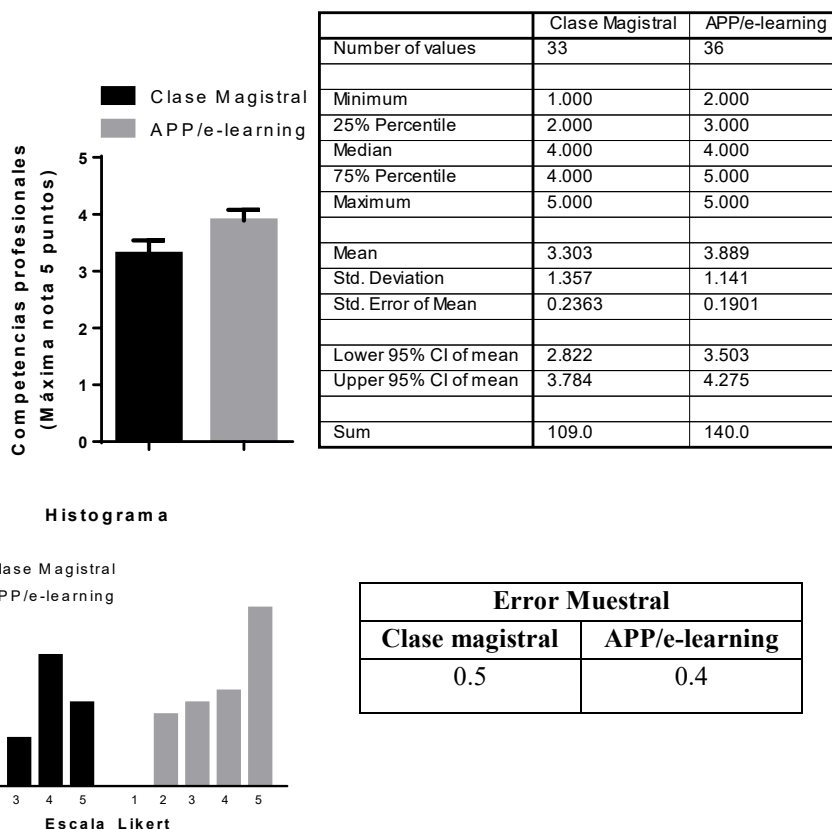 Clase Magistral APP/e-learning
Number of values 33 36
Minimum 1.000 2.000
25% Percentile 2.000 3.000
Median 4.000 4.000
75% Percentile 4.000 5.000
Maximum 5.000 5.000
Mean 3.303 3.889
Std. Deviation 1.357 1.141
Std. Error of Mean 0.2363 0.1901
Lower 95% CI of mean 2.822 3.503
Upper 95% CI of mean 3.784 4.275
Sum 109.0 140.0
Clase Magistral
APP/e-learning
Competencias profesionales
(Máxima nota 5 puntos)
5
4
3
2
1
0
Histograma
lase Magistral
PP/e-learning
3 4 5 1 2 3 4 5
Escala Likert
Error Muestral
Clase magistral APP/e-learning
0.5 0.4